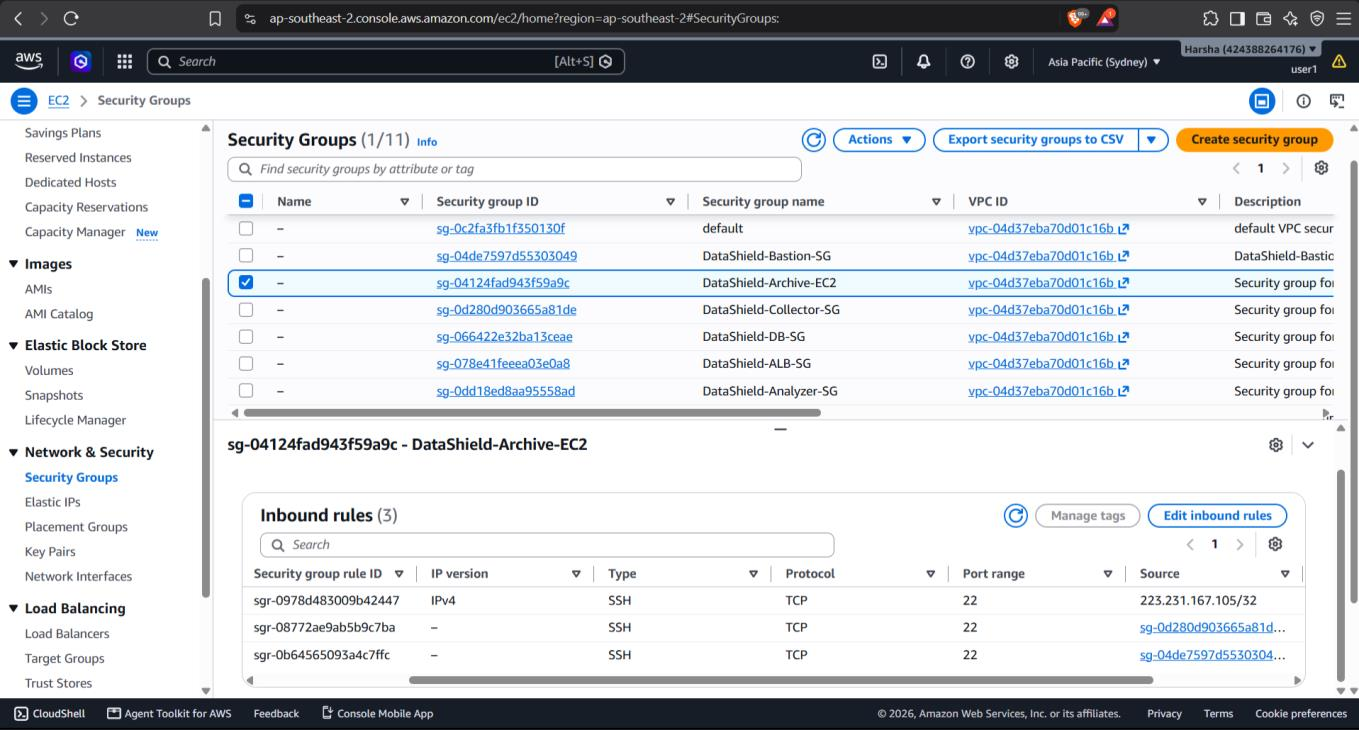 ap-southeast-2.console.aws.amazon.com/ec2/home?region=ap-southeast-2#SecurityGroups:
99+
1
aws
Search
[Alt+S]
Asia Pacific (Sydney)
Harsha (424388264176)
user1
EC2 > Security Groups
Savings Plans
Reserved Instances
Dedicated Hosts
Capacity Reservations
Capacity Manager New
Images
AMIs
AMI Catalog
Elastic Block Store
Volumes
Snapshots
Lifecycle Manager
Network & Security
Security Groups
Elastic IPs
Placement Groups
Key Pairs
Network Interfaces
Load Balancing
Load Balancers
Target Groups
Trust Stores
Security Groups (1/11) Info
Actions
Export security groups to CSV
Create security group
Find security groups by attribute or tag
1
Name Security group ID Security group name VPC ID Description
– sg-0c2fa3fb1f350130f default vpc-04d37eba70d01c16b default VPC secur
– sg-04de7597d55303049 DataShield-Bastion-SG vpc-04d37eba70d01c16b DataShield-Bastic
– sg-04124fad943f59a9c DataShield-Archive-EC2 vpc-04d37eba70d01c16b Security group for
– sg-0d280d903665a81de DataShield-Collector-SG vpc-04d37eba70d01c16b Security group for
– sg-066422e32ba13ceae DataShield-DB-SG vpc-04d37eba70d01c16b Security group for
– sg-078e41feeea03e0a8 DataShield-ALB-SG vpc-04d37eba70d01c16b Security group for
– sg-0dd18ed8aa95558ad DataShield-Analyzer-SG vpc-04d37eba70d01c16b Security group for
sg-04124fad943f59a9c - DataShield-Archive-EC2
Inbound rules (3)
Manage tags
Edit inbound rules
Search
1
Security group rule ID IP version Type Protocol Port range Source
sgr-0978d483009b42447 IPv4 SSH TCP 22 223.231.167.105/32
sgr-08772ae9ab5b9c7ba – SSH TCP 22 sg-0d280d903665a81d...
sgr-0b64565093a4c7ffc – SSH TCP 22 sg-04de7597d5530304...
CloudShell
Agent Toolkit for AWS
Feedback
Console Mobile App
© 2026, Amazon Web Services, Inc. or its affiliates.
Privacy
Terms
Cookie preferences